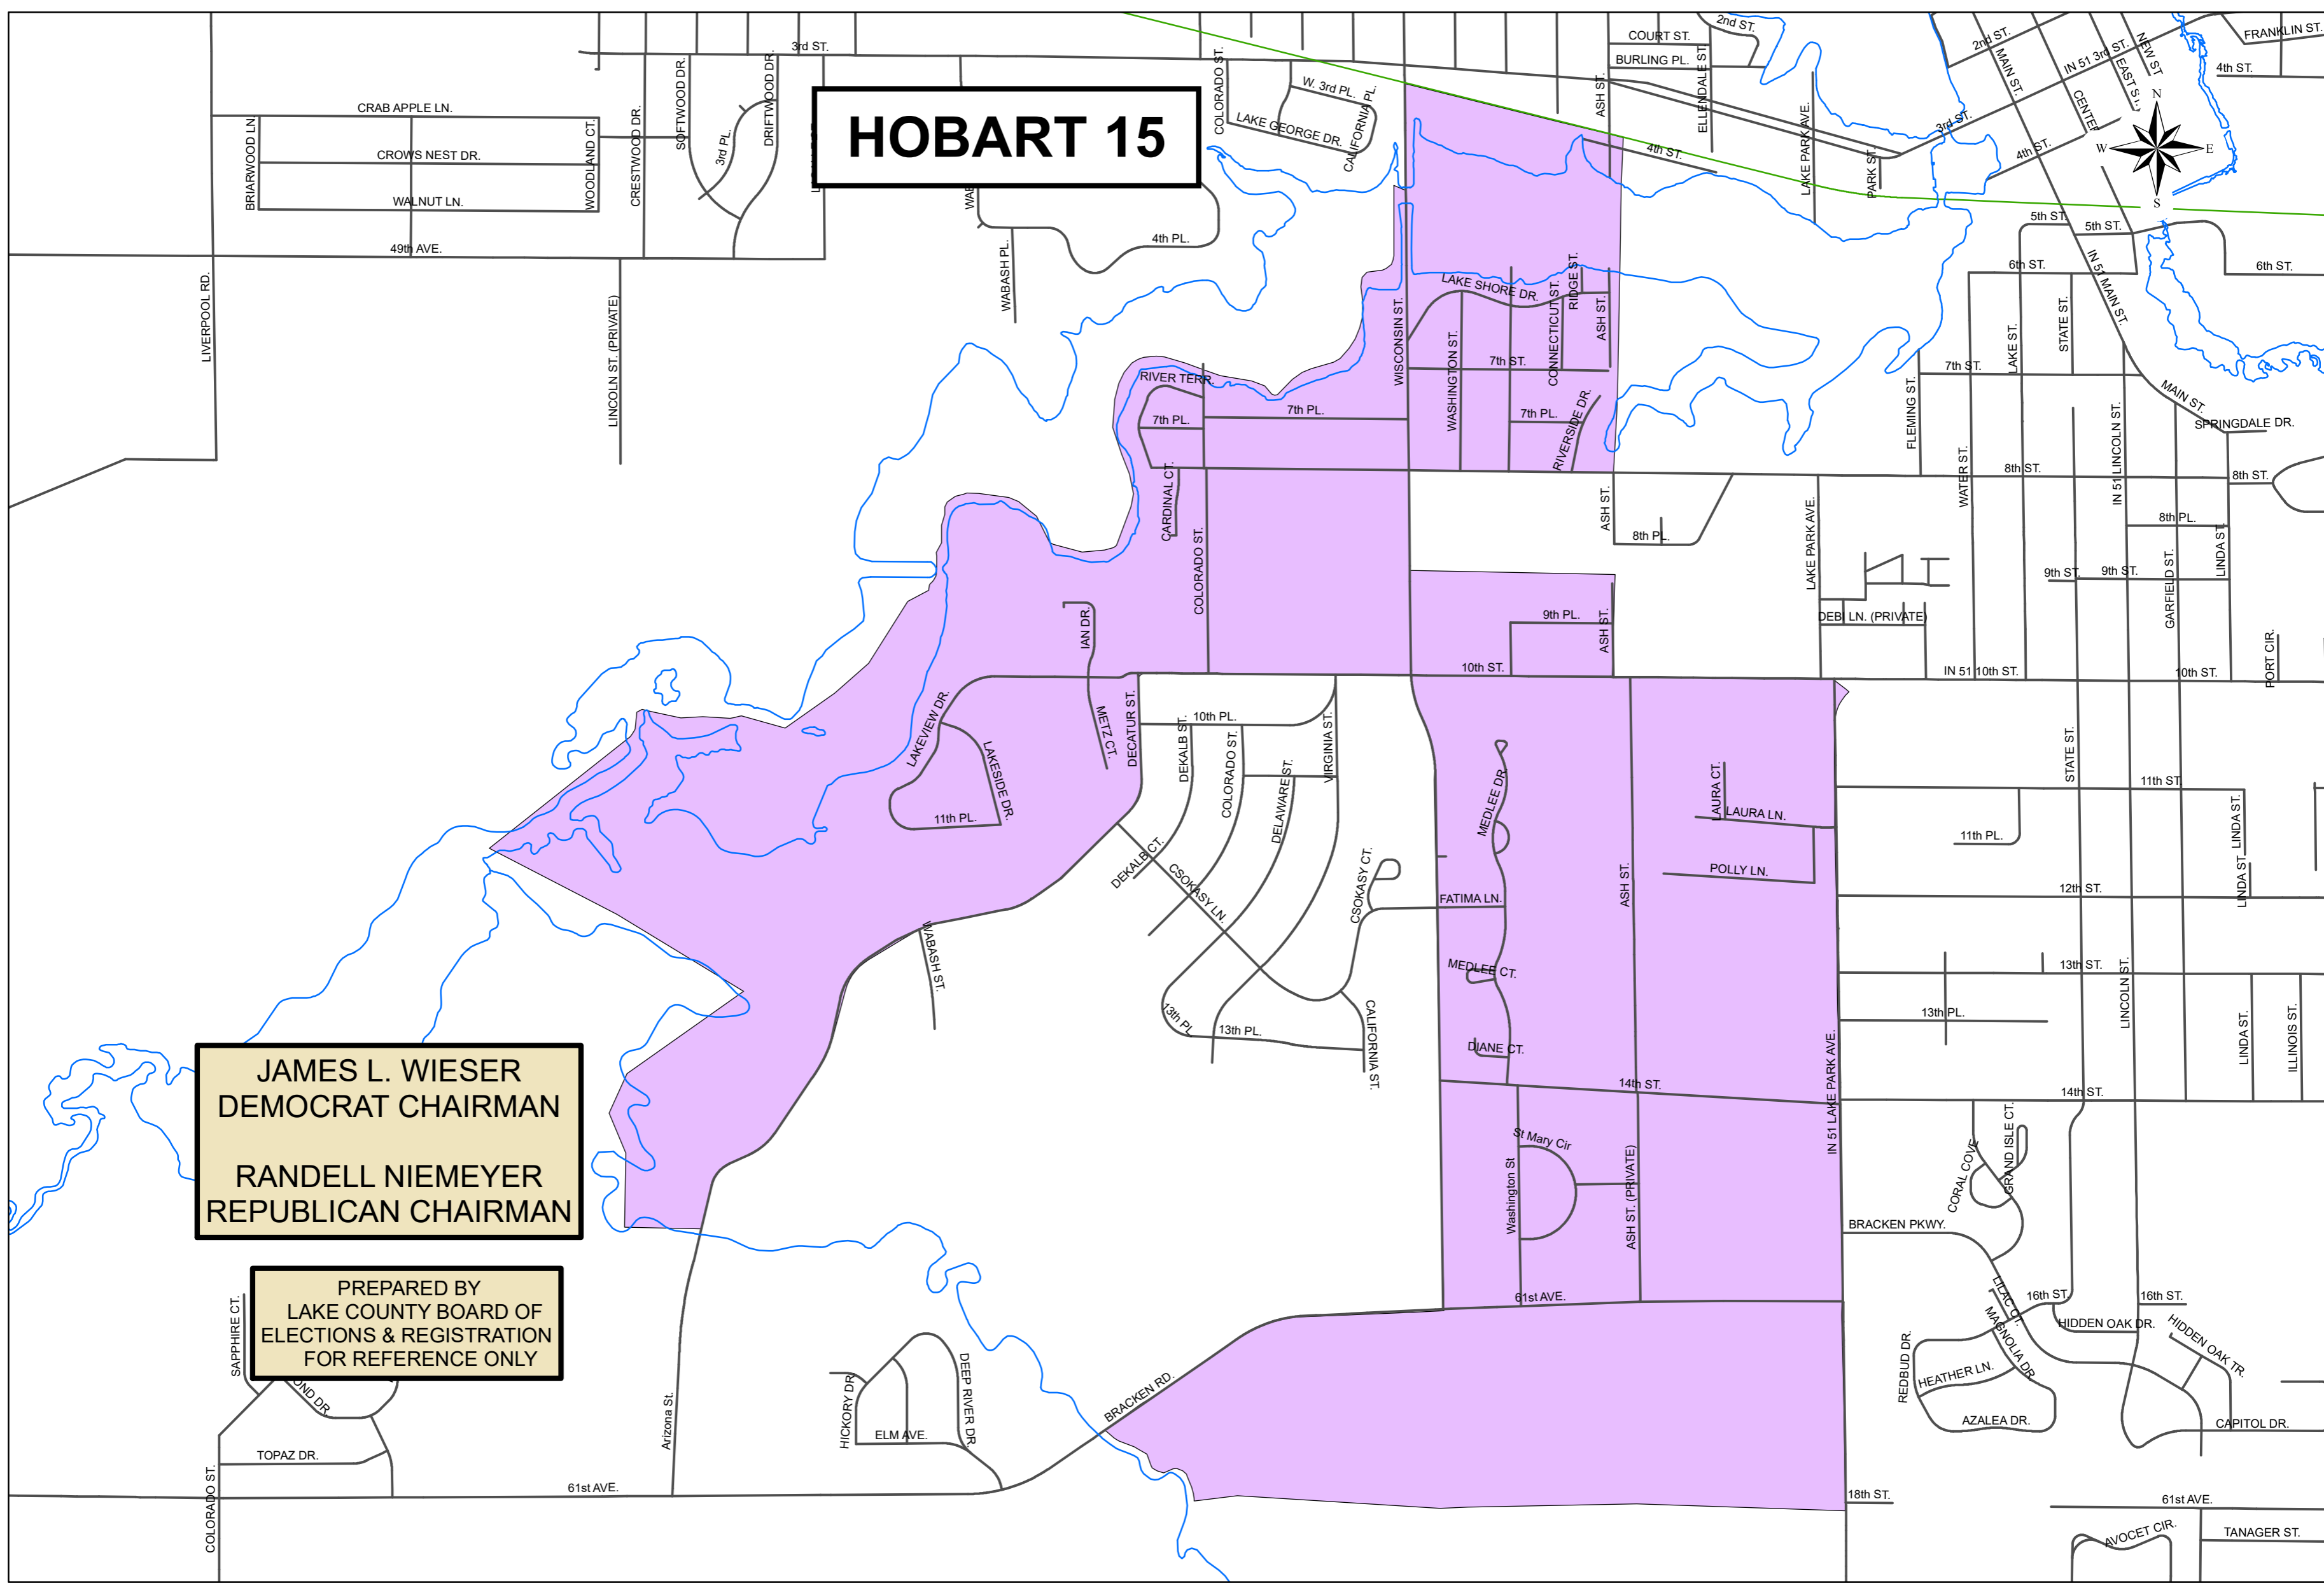 HOBART 15
2nd ST.
COURT ST.
BURLING PL.
3rd ST.
FRANKLIN ST.
2nd ST.
MAIN ST.
IN 51 3rd ST.
NEW ST
4th ST.
COLORADO ST.
W. 3rd PL.
LAKE GEORGE DR.
CALIFORNIA PL.
ASH ST.
ELLENDALE ST.
4th ST.
LAKE PARK AVE.
PARK ST.
3rd ST.
4th ST.
N
W
E
S
CRAB APPLE LN.
BRIARWOOD LN.
CROWS NEST DR.
WALNUT LN.
WOODLAND CT.
CRESTWOOD DR.
SOFTWOOD DR.
3rd PL.
DRIFTWOOD DR.
49th AVE.
4th PL.
WABASH PL.
LIVERPOOL RD.
LINCOLN ST. (PRIVATE)
5th ST.
5th ST.
6th ST.
6th ST.
IN 51 MAIN ST.
LAKE SHORE DR.
RIDGE ST.
CONNECTICUT ST.
ASH ST.
WISCONSIN ST.
WASHINGTON ST.
7th ST.
LAKE ST.
STATE ST.
7th ST.
MAIN ST.
SPRINGDALE DR.
RIVER TERR.
7th PL.
7th PL.
7th PL.
RIVERSIDE DR.
FLEMING ST.
WATER ST.
8th ST.
8th ST.
IN 51 LINCOLN ST.
CARDINAL CT.
COLORADO ST.
ASH ST.
8th PL.
LAKE PARK AVE.
8th PL.
LINDA ST.
9th ST.
9th ST.
GARFIELD ST.
IAN DR.
9th PL.
ASH ST.
DEBI LN. (PRIVATE)
10th ST.
IN 51 10th ST.
10th ST.
PORT CIR.
LAKEVIEW DR.
LAKESIDE DR.
METZ CT.
DECATUR ST.
10th PL.
DEKALB ST.
COLORADO ST.
DELAWARE ST.
VIRGINIA ST.
11th PL.
MEDLEE DR.
LAURA CT.
LAURA LN.
POLLY LN.
STATE ST.
11th ST.
11th PL.
LINDA ST.
LINDA ST.
12th ST.
DEKALB CT.
CSOKASY LN.
CSOKASY CT.
FATIMA LN.
ASH ST.
WABASH ST.
MEDLEE CT.
13th ST.
13th PL.
13th PL.
13th PL.
CALIFORNIA ST.
DIANE CT.
LINCOLN ST.
LINDA ST.
ILLINOIS ST.
14th ST.
14th ST.
IN 51 LAKE PARK AVE.
JAMES L. WIESER
DEMOCRAT CHAIRMAN
RANDELL NIEMEYER
REPUBLICAN CHAIRMAN
St Mary Cir
Washington St
ASH ST. (PRIVATE)
CORAL COVE
GRAND ISLE CT.
BRACKEN PKWY.
PREPARED BY
LAKE COUNTY BOARD OF
ELECTIONS & REGISTRATION
FOR REFERENCE ONLY
SAPPHIRE CT.
61st AVE.
LILAC CT.
16th ST.
16th ST.
MAGNOLIA DR.
HIDDEN OAK DR.
HIDDEN OAK TR.
REDBUD DR.
HEATHER LN.
AZALEA DR.
CAPITOL DR.
TOPAZ DR.
COLORADO ST.
Arizona St.
HICKORY DR.
ELM AVE.
DEEP RIVER DR.
BRACKEN RD.
61st AVE.
18th ST.
61st AVE.
AVOCET CIR.
TANAGER ST.